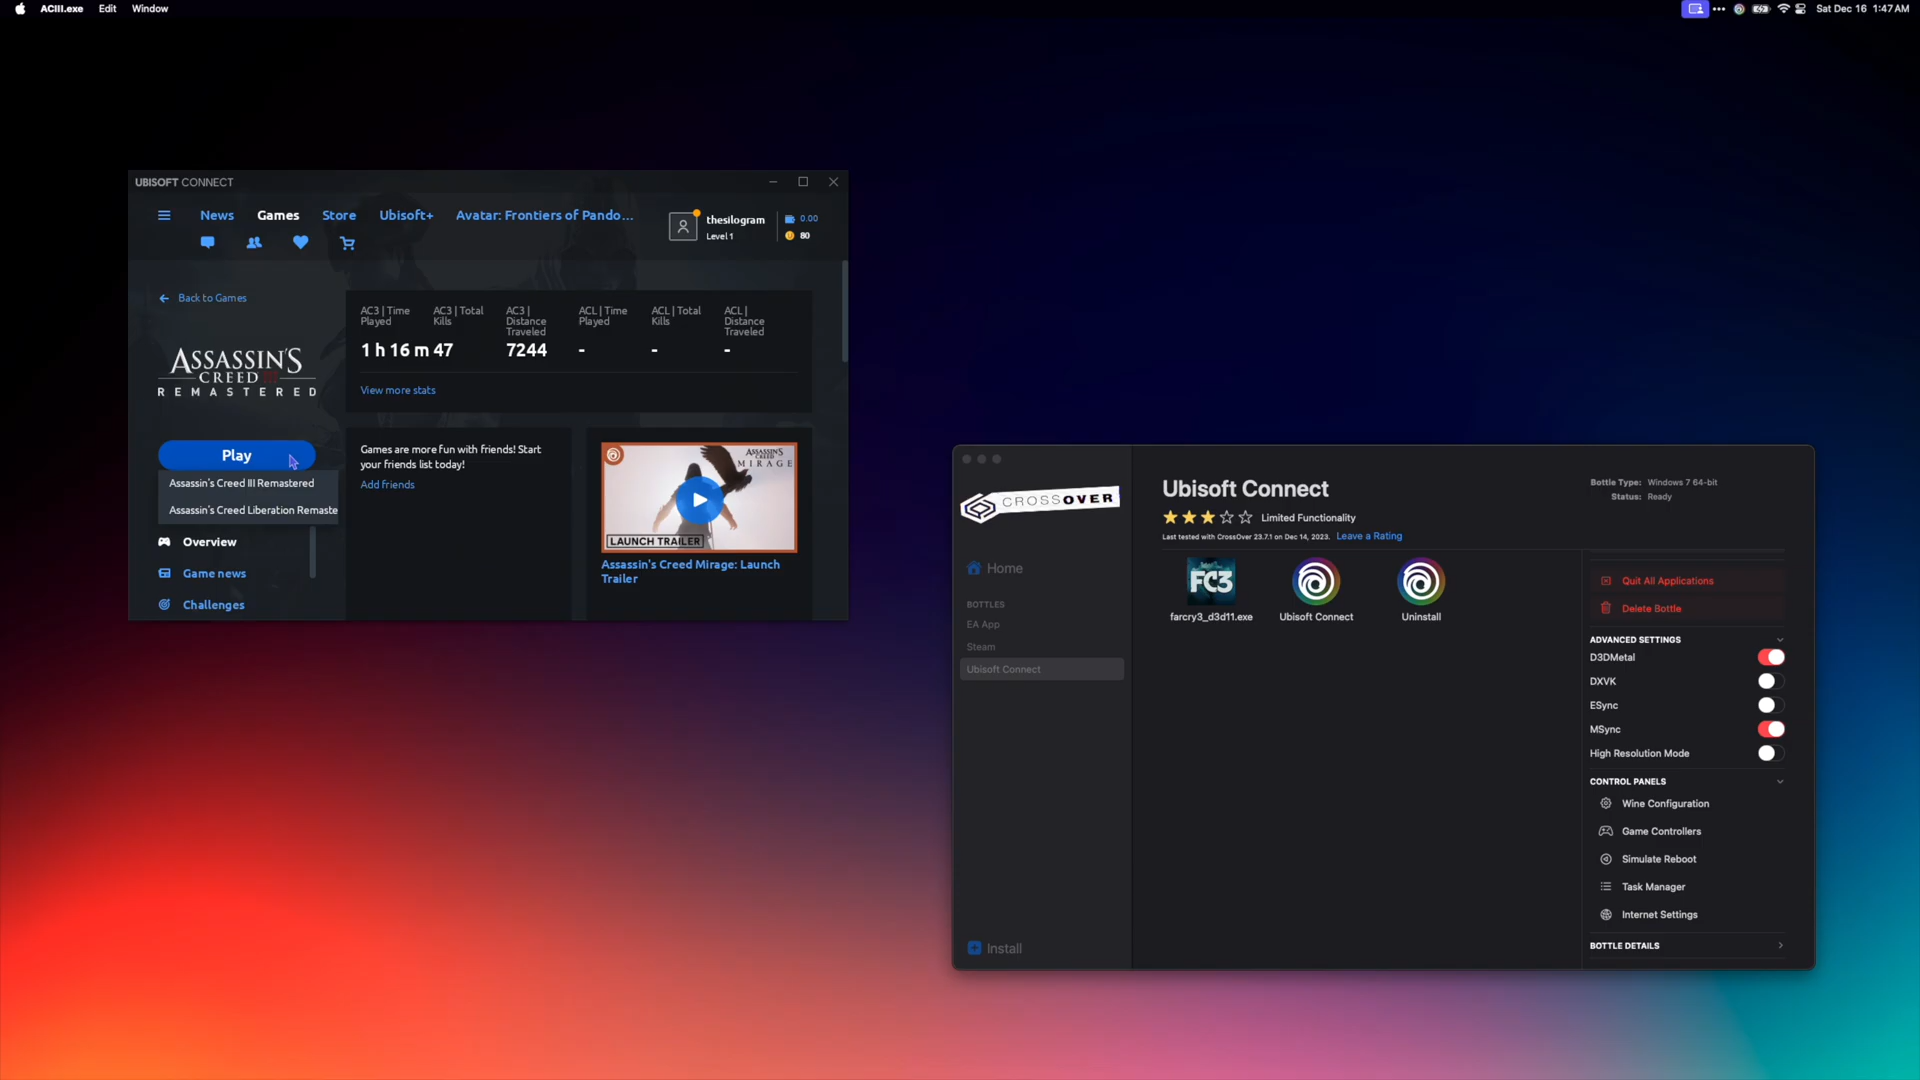 ACIII.exe Edit Window
Sat Dec 16 1:47AM
UBISOFT CONNECT
News Games Store Ubisoft+ Avatar: Frontiers of Pando...
thesilogram
Level 1
0.00
80
Back to Games
ASSASSIN'S
CREED III
REMASTERED
Play
Assassin's Creed III Remastered
Assassin's Creed Liberation Remaste
Overview
Game news
Challenges
AC3 | Time Played
AC3 | Total Kills
AC3 | Distance Traveled
ACL | Time Played
ACL | Total Kills
ACL | Distance Traveled
1 h 16 m 47 7244 - - -
View more stats
Games are more fun with friends! Start
your friends list today!
Add friends
ASSASSIN'S
CREED
MIRAGE
LAUNCH TRAILER
Assassin's Creed Mirage: Launch
Trailer
CROSSOVER
Home
BOTTLES
EA App
Steam
Ubisoft Connect
Install
Ubisoft Connect
Limited Functionality
Last tested with CrossOver 23.7.1 on Dec 14, 2023. Leave a Rating
FC3
farcry3_d3d11.exe
Ubisoft Connect
Uninstall
Bottle Type: Windows 7 64-bit
Status: Ready
Quit All Applications
Delete Bottle
ADVANCED SETTINGS
D3DMetal
DXVK
ESync
MSync
High Resolution Mode
CONTROL PANELS
Wine Configuration
Game Controllers
Simulate Reboot
Task Manager
Internet Settings
BOTTLE DETAILS